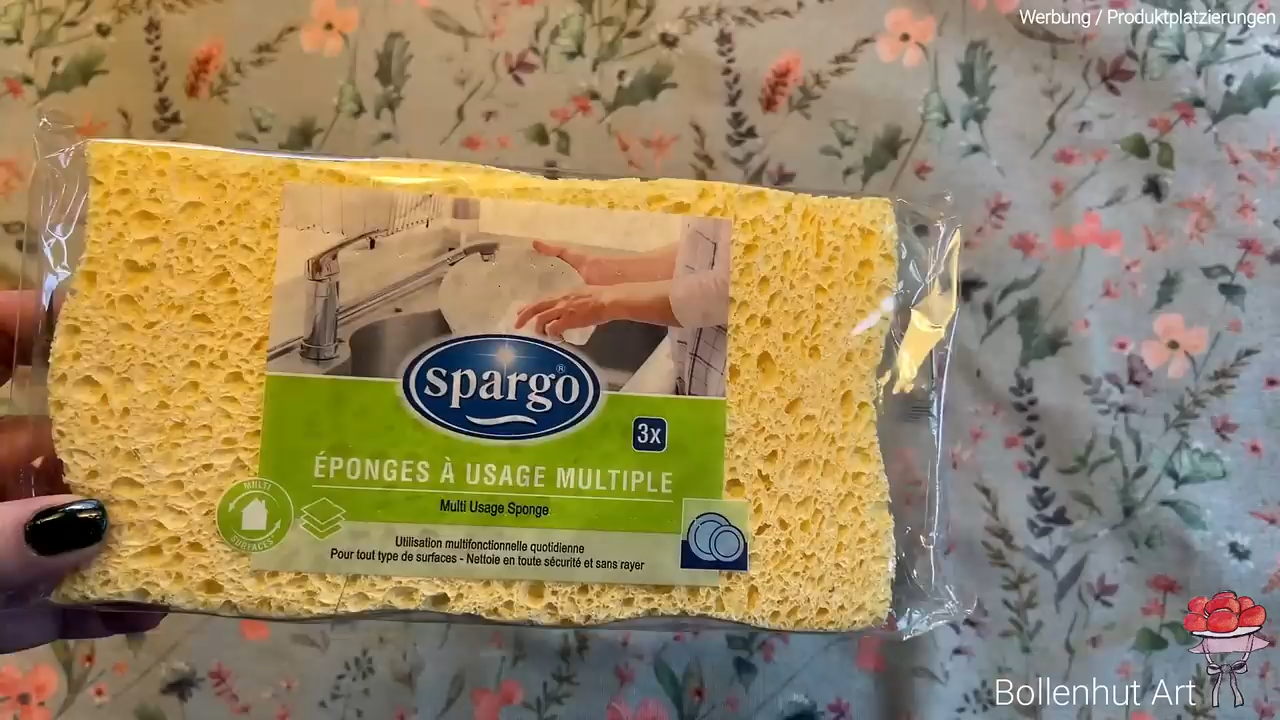 Werbung / Produktplatzierungen
spargo®
3x
ÉPONGES À USAGE MULTIPLE
Multi Usage Sponge
MULTI
SURFACES
Utilisation multifonctionnelle quotidienne
Pour tout type de surfaces - Nettoie en toute sécurité et sans rayer
Bollenhut Art